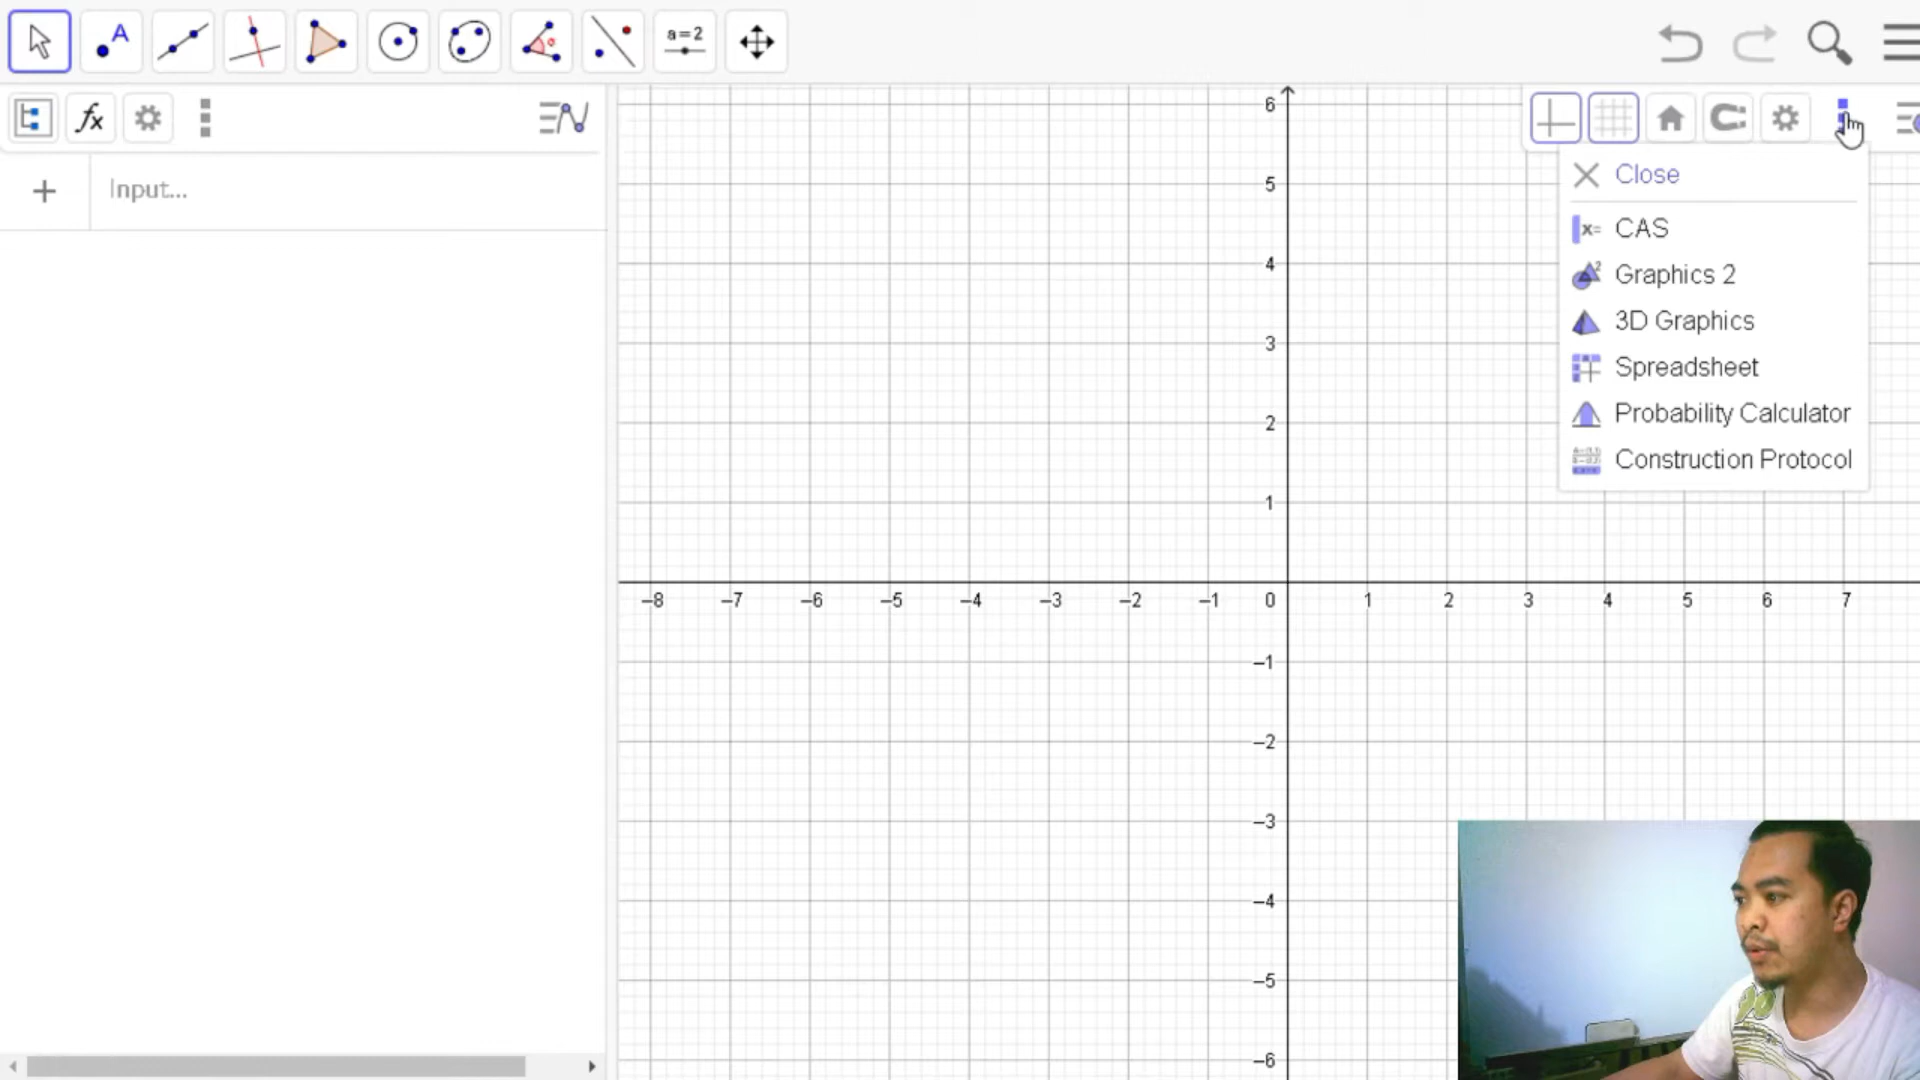 A
a=2
fx
Input...
Close
CAS
Graphics 2
3D Graphics
Spreadsheet
Probability Calculator
Construction Protocol
6
5
4
3
2
1
−8 −7 −6 −5 −4 −3 −2 −1 0 1 2 3 4 5 6 7
−1
−2
−3
−4
−5
−6